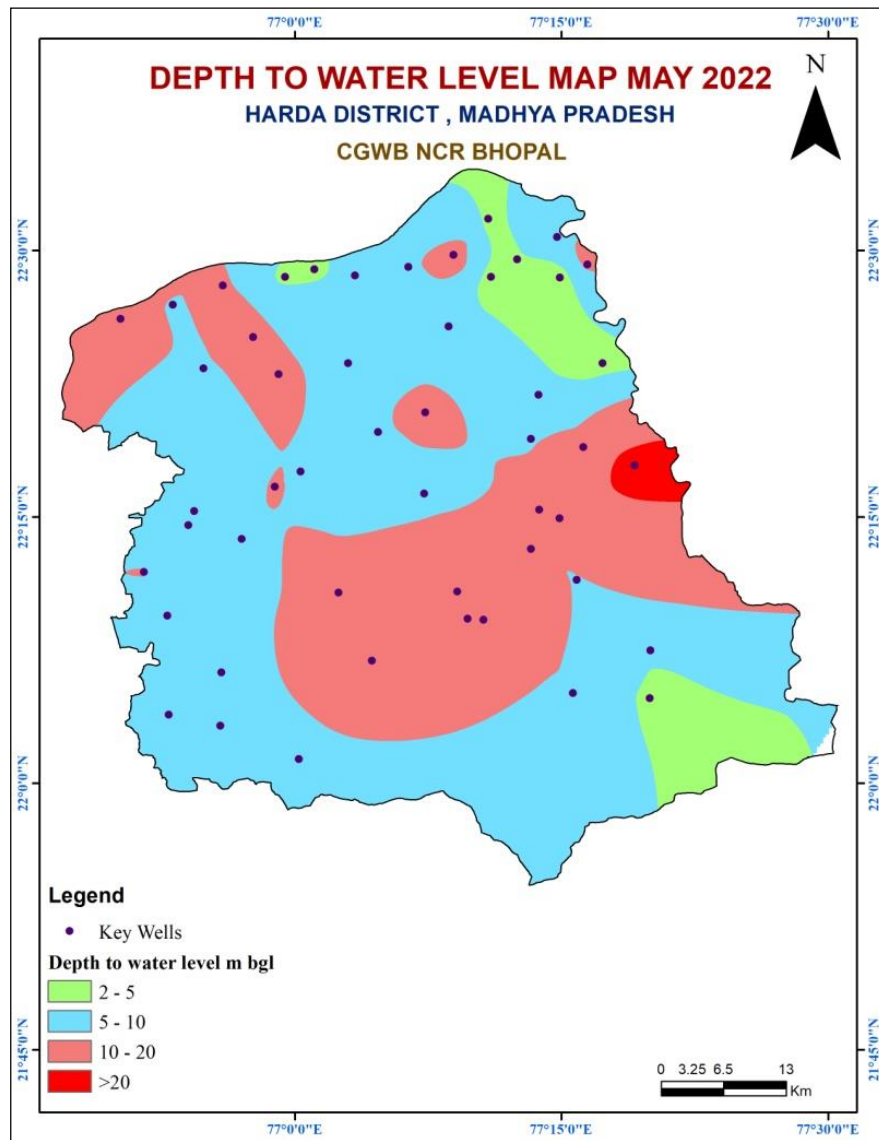 77°0'0"E 77°15'0"E 77°30'0"E
DEPTH TO WATER LEVEL MAP MAY 2022
HARDA DISTRICT , MADHYA PRADESH
CGWB NCR BHOPAL
N
22°30'0"N 22°30'0"N
22°15'0"N 22°15'0"N
22°0'0"N 22°0'0"N
21°45'0"N 21°45'0"N
Legend
Key Wells
Depth to water level m bgl
2 - 5
5 - 10
10 - 20
>20
0 3.25 6.5 13
Km
77°0'0"E 77°15'0"E 77°30'0"E